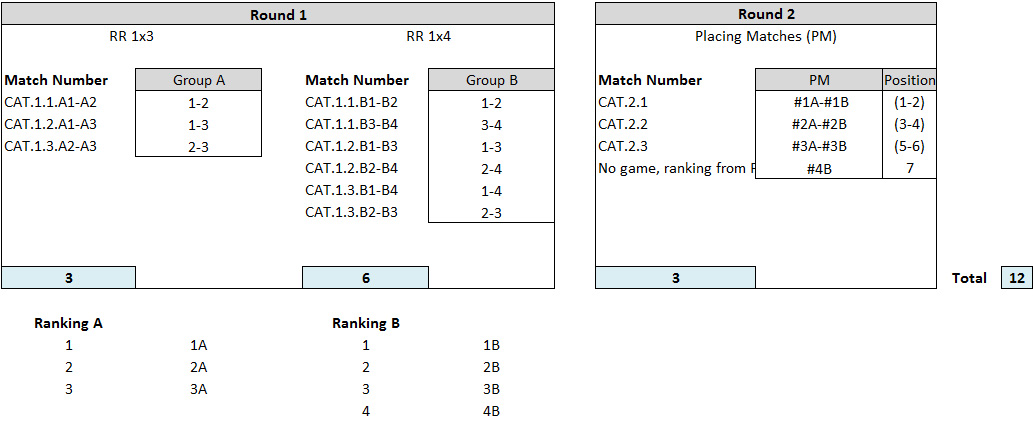 Round 1
RR 1x3 RR 1x4
Match Number Group A Match Number Group B
CAT.1.1.A1-A2 1-2 CAT.1.1.B1-B2 1-2
CAT.1.2.A1-A3 1-3 CAT.1.1.B3-B4 3-4
CAT.1.3.A2-A3 2-3 CAT.1.2.B1-B3 1-3
CAT.1.2.B2-B4 2-4
CAT.1.3.B1-B4 1-4
CAT.1.3.B2-B3 2-3
3 6
Round 2
Placing Matches (PM)
Match Number PM Position
CAT.2.1 #1A-#1B (1-2)
CAT.2.2 #2A-#2B (3-4)
CAT.2.3 #3A-#3B (5-6)
No game, ranking from #4B 7
3
Total 12
Ranking A Ranking B
1 1A 1 1B
2 2A 2 2B
3 3A 3 3B
4 4B